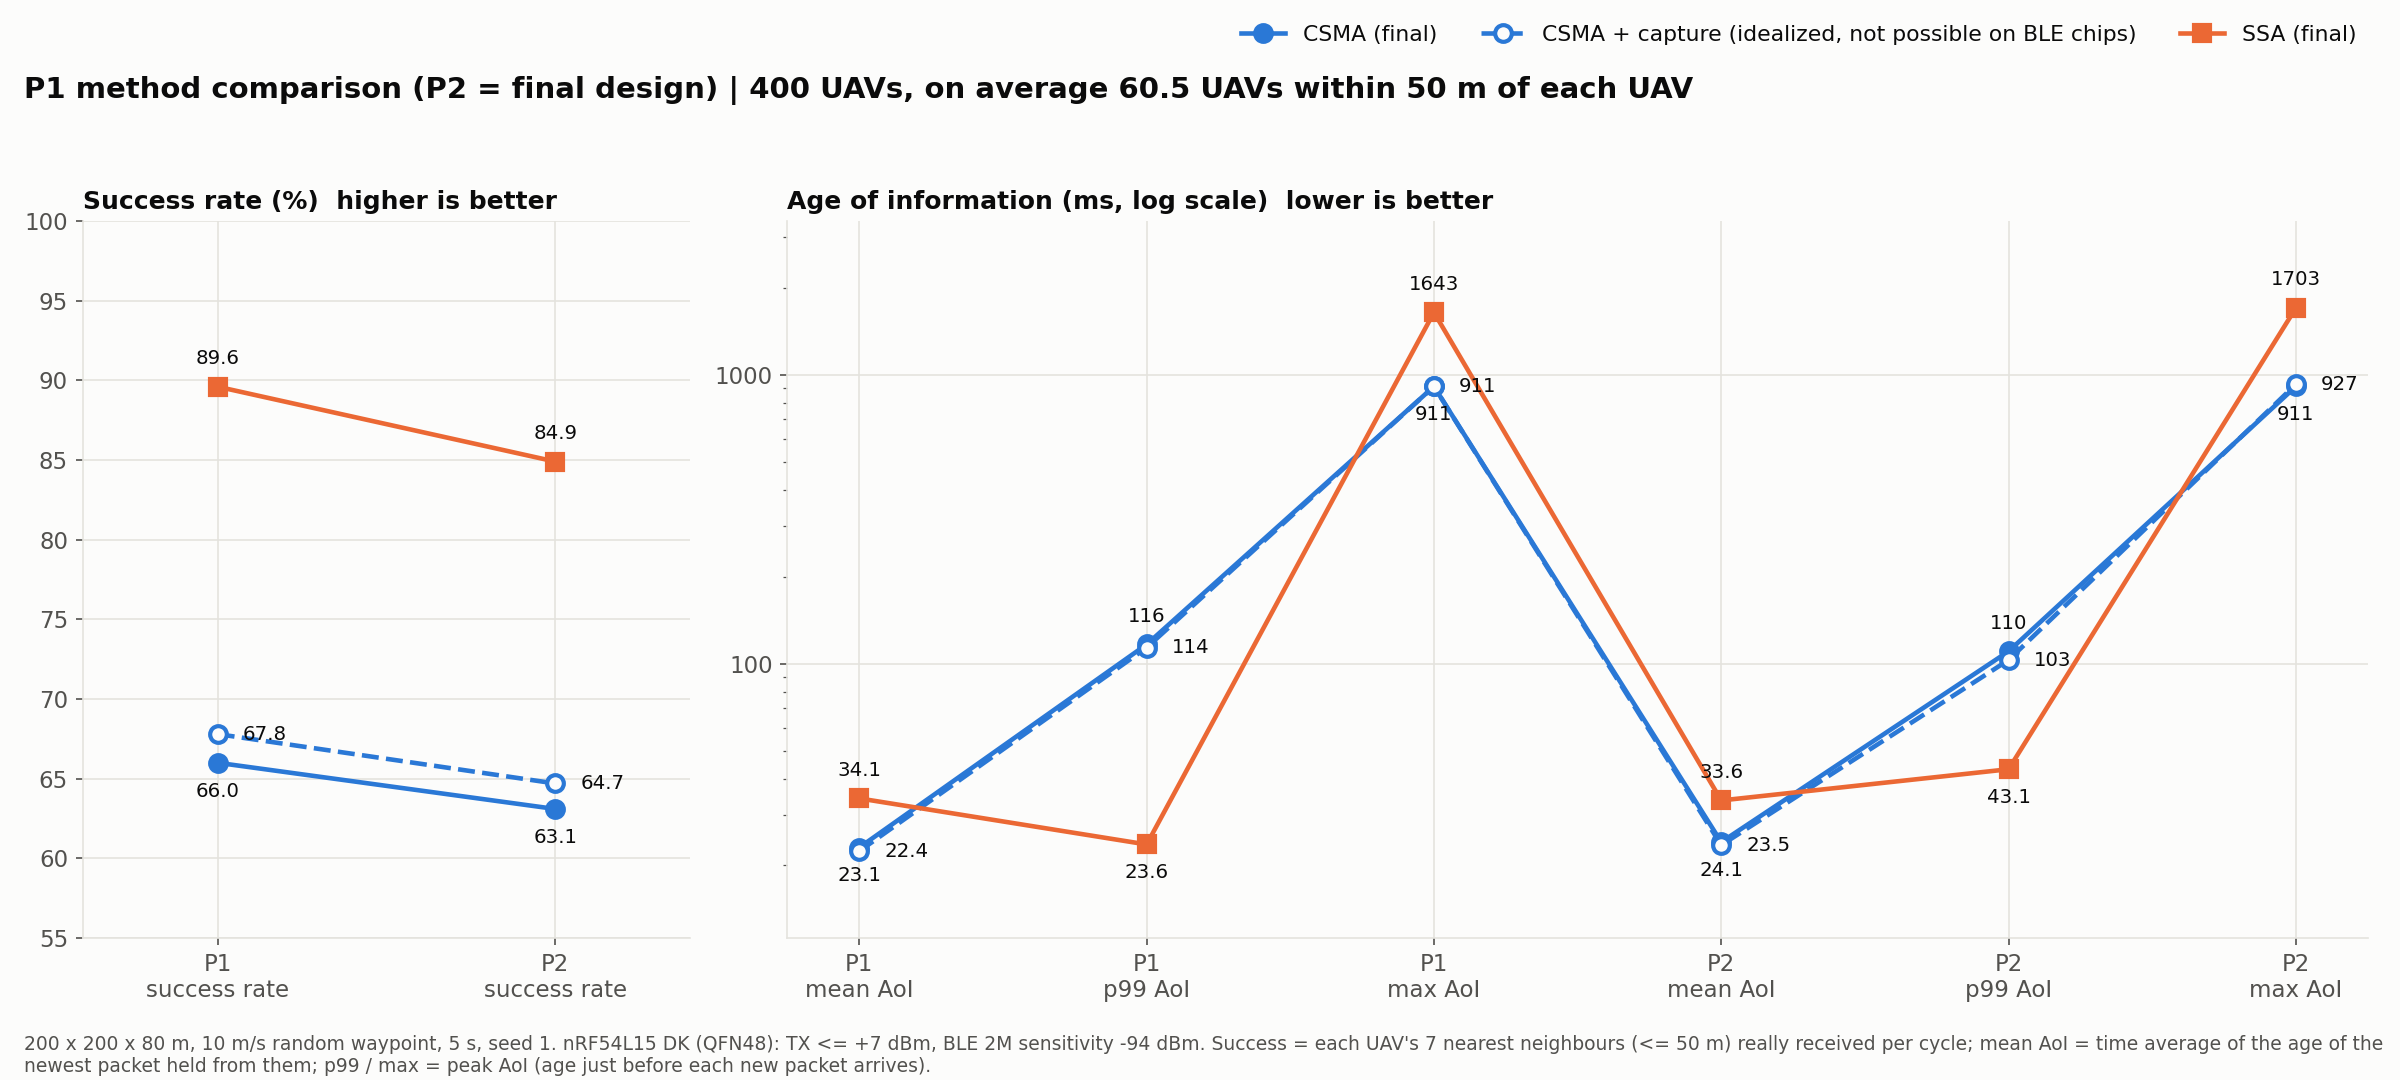 CSMA (final)
CSMA + capture (idealized, not possible on BLE chips)
SSA (final)
P1 method comparison (P2 = final design) | 400 UAVs, on average 60.5 UAVs within 50 m of each UAV
Success rate (%)  higher is better
100
95
90
85
80
75
70
65
60
55
89.6
84.9
67.8
66.0
64.7
63.1
P1
success rate
P2
success rate
Age of information (ms, log scale)  lower is better
1000
100
1643
1703
911
911
927
911
116
114
110
103
34.1
22.4
23.1
23.6
33.6
23.5
24.1
43.1
P1
mean AoI
P1
p99 AoI
P1
max AoI
P2
mean AoI
P2
p99 AoI
P2
max AoI
200 x 200 x 80 m, 10 m/s random waypoint, 5 s, seed 1. nRF54L15 DK (QFN48): TX <= +7 dBm, BLE 2M sensitivity -94 dBm. Success = each UAV's 7 nearest neighbours (<= 50 m) really received per cycle; mean AoI = time average of the age of the
newest packet held from them; p99 / max = peak AoI (age just before each new packet arrives).